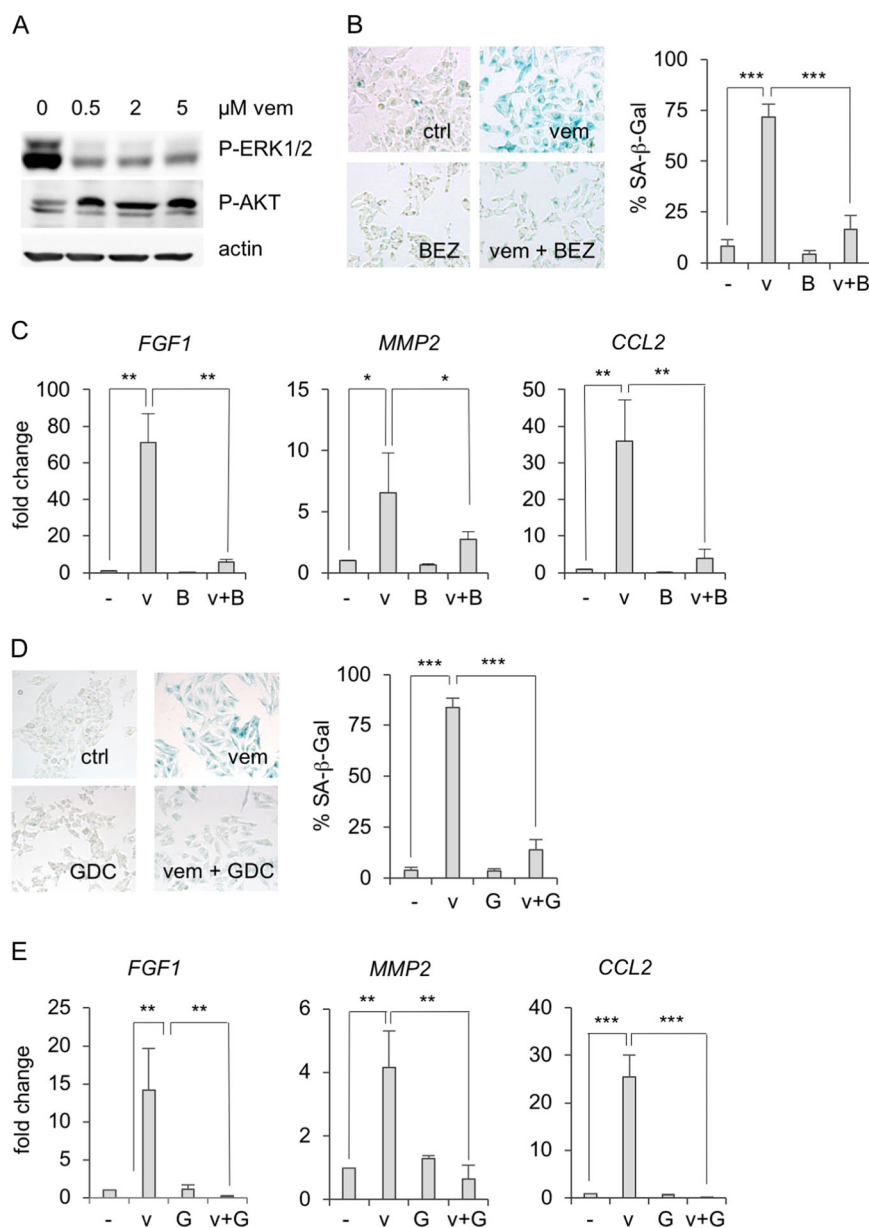 A
0 0.5 2 5 μM vem
P-ERK1/2
P-AKT
actin
B
ctrl vem
BEZ vem + BEZ
% SA-β-Gal
100
75
50
25
0
*** ***
- v B v+B
C
FGF1
fold change
100
80
60
40
20
0
** **
- v B v+B
MMP2
15
10
5
0
* *
- v B v+B
CCL2
50
40
30
20
10
0
** **
- v B v+B
D
ctrl vem
GDC vem + GDC
% SA-β-Gal
100
75
50
25
0
*** ***
- v G v+G
E
FGF1
fold change
25
20
15
10
5
0
** **
- v G v+G
MMP2
6
4
2
0
** **
- v G v+G
CCL2
40
30
20
10
0
*** ***
- v G v+G